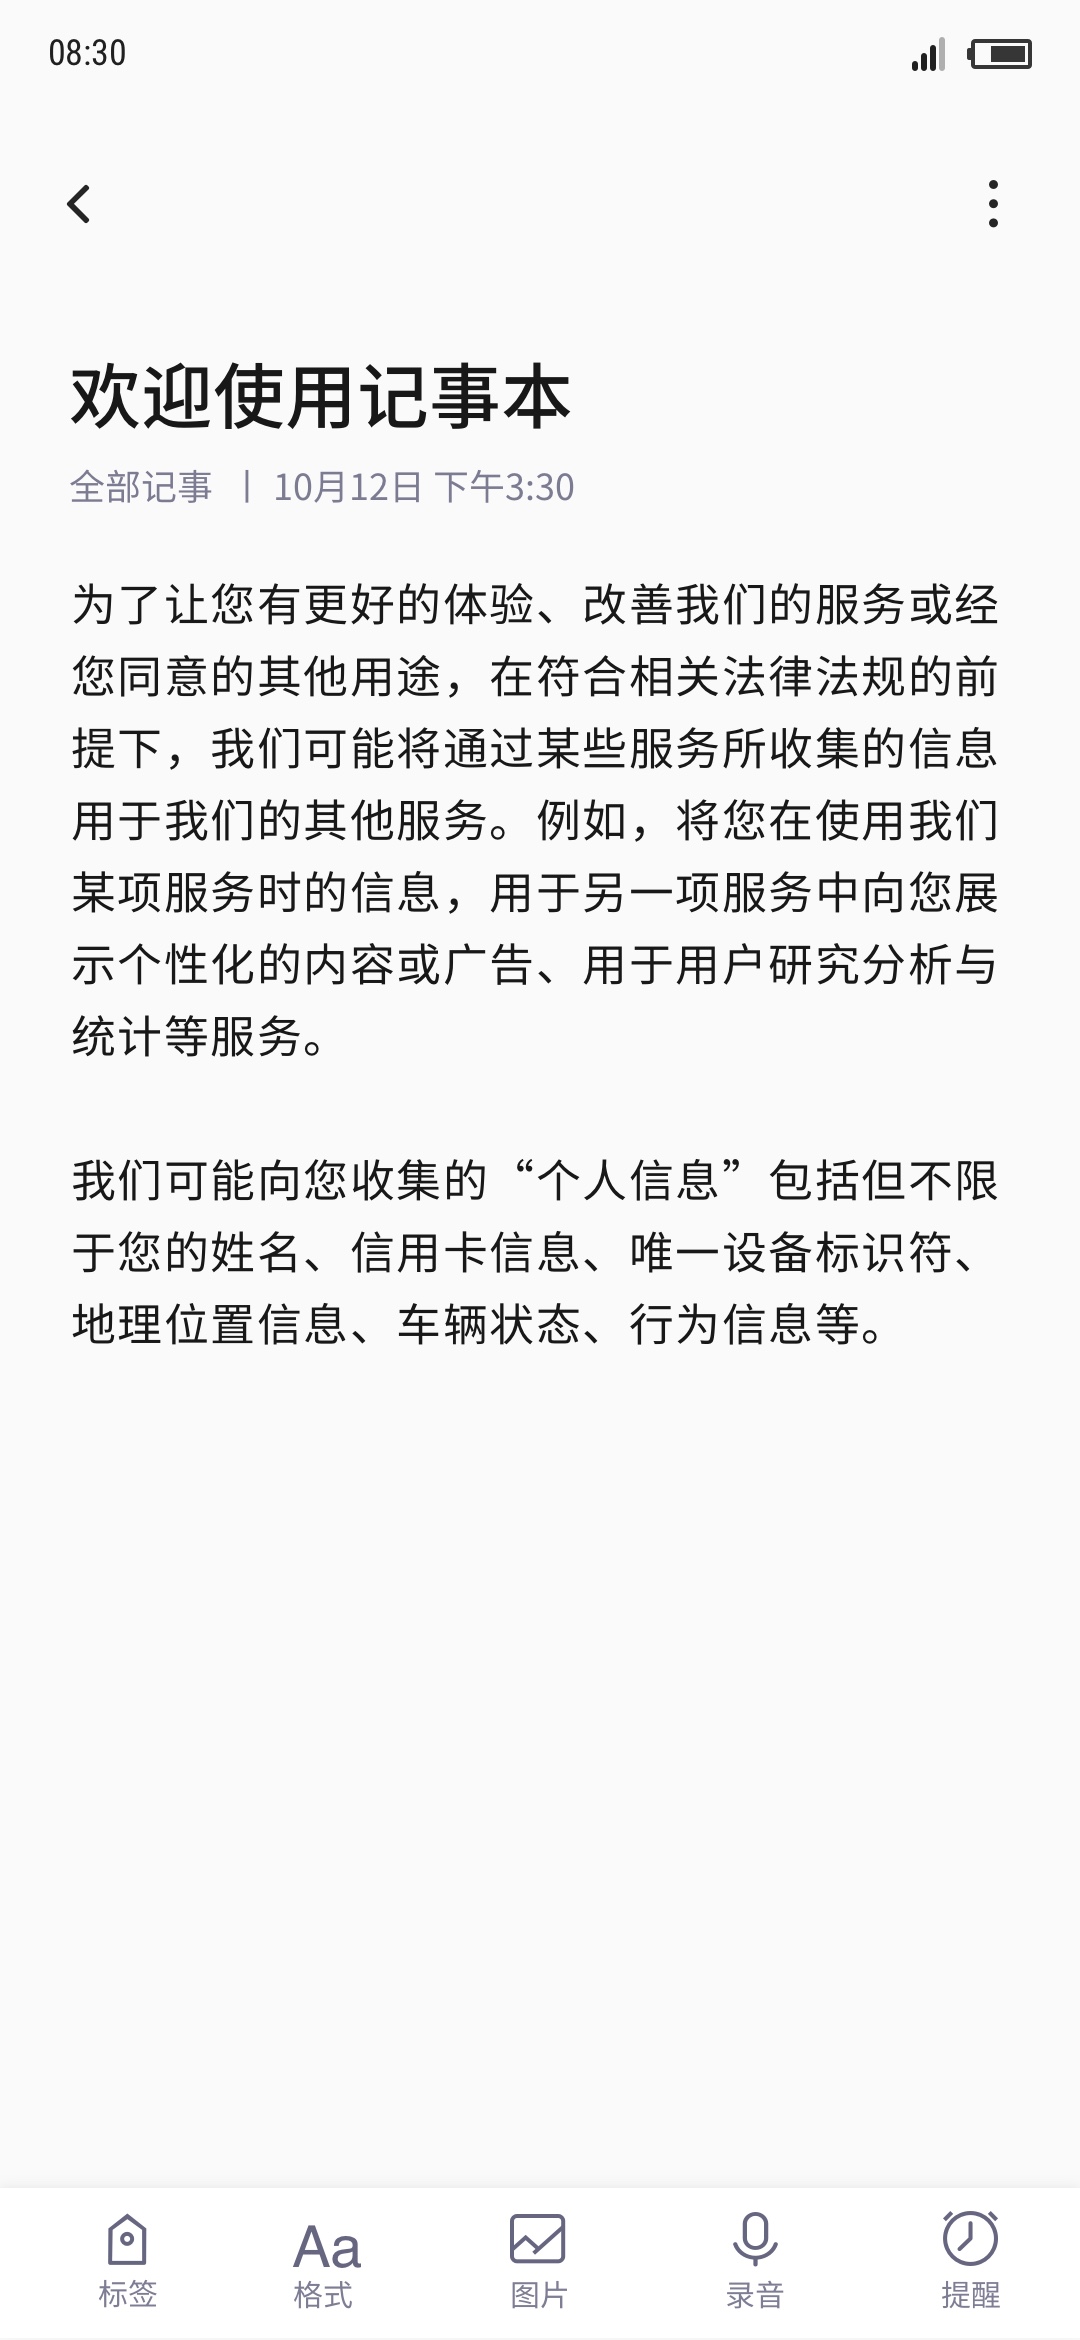 08:30
欢迎使用记事本
全部记事 | 10月12日 下午3:30
为了让您有更好的体验、改善我们的服务或经
您同意的其他用途，在符合相关法律法规的前
提下，我们可能将通过某些服务所收集的信息
用于我们的其他服务。例如，将您在使用我们
某项服务时的信息，用于另一项服务中向您展
示个性化的内容或广告、用于用户研究分析与
统计等服务。
我们可能向您收集的“个人信息”包括但不限
于您的姓名、信用卡信息、唯一设备标识符、
地理位置信息、车辆状态、行为信息等。
Aa
标签 格式 图片 录音 提醒